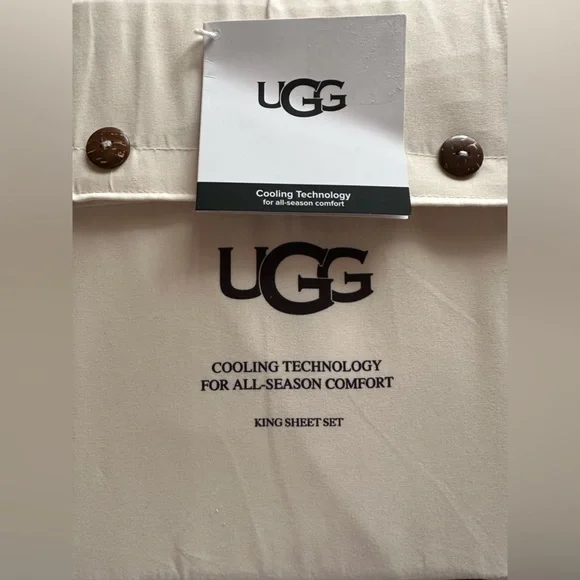 UGG
Cooling Technology
for all-season comfort
UGG
COOLING TECHNOLOGY
FOR ALL-SEASON COMFORT
KING SHEET SET